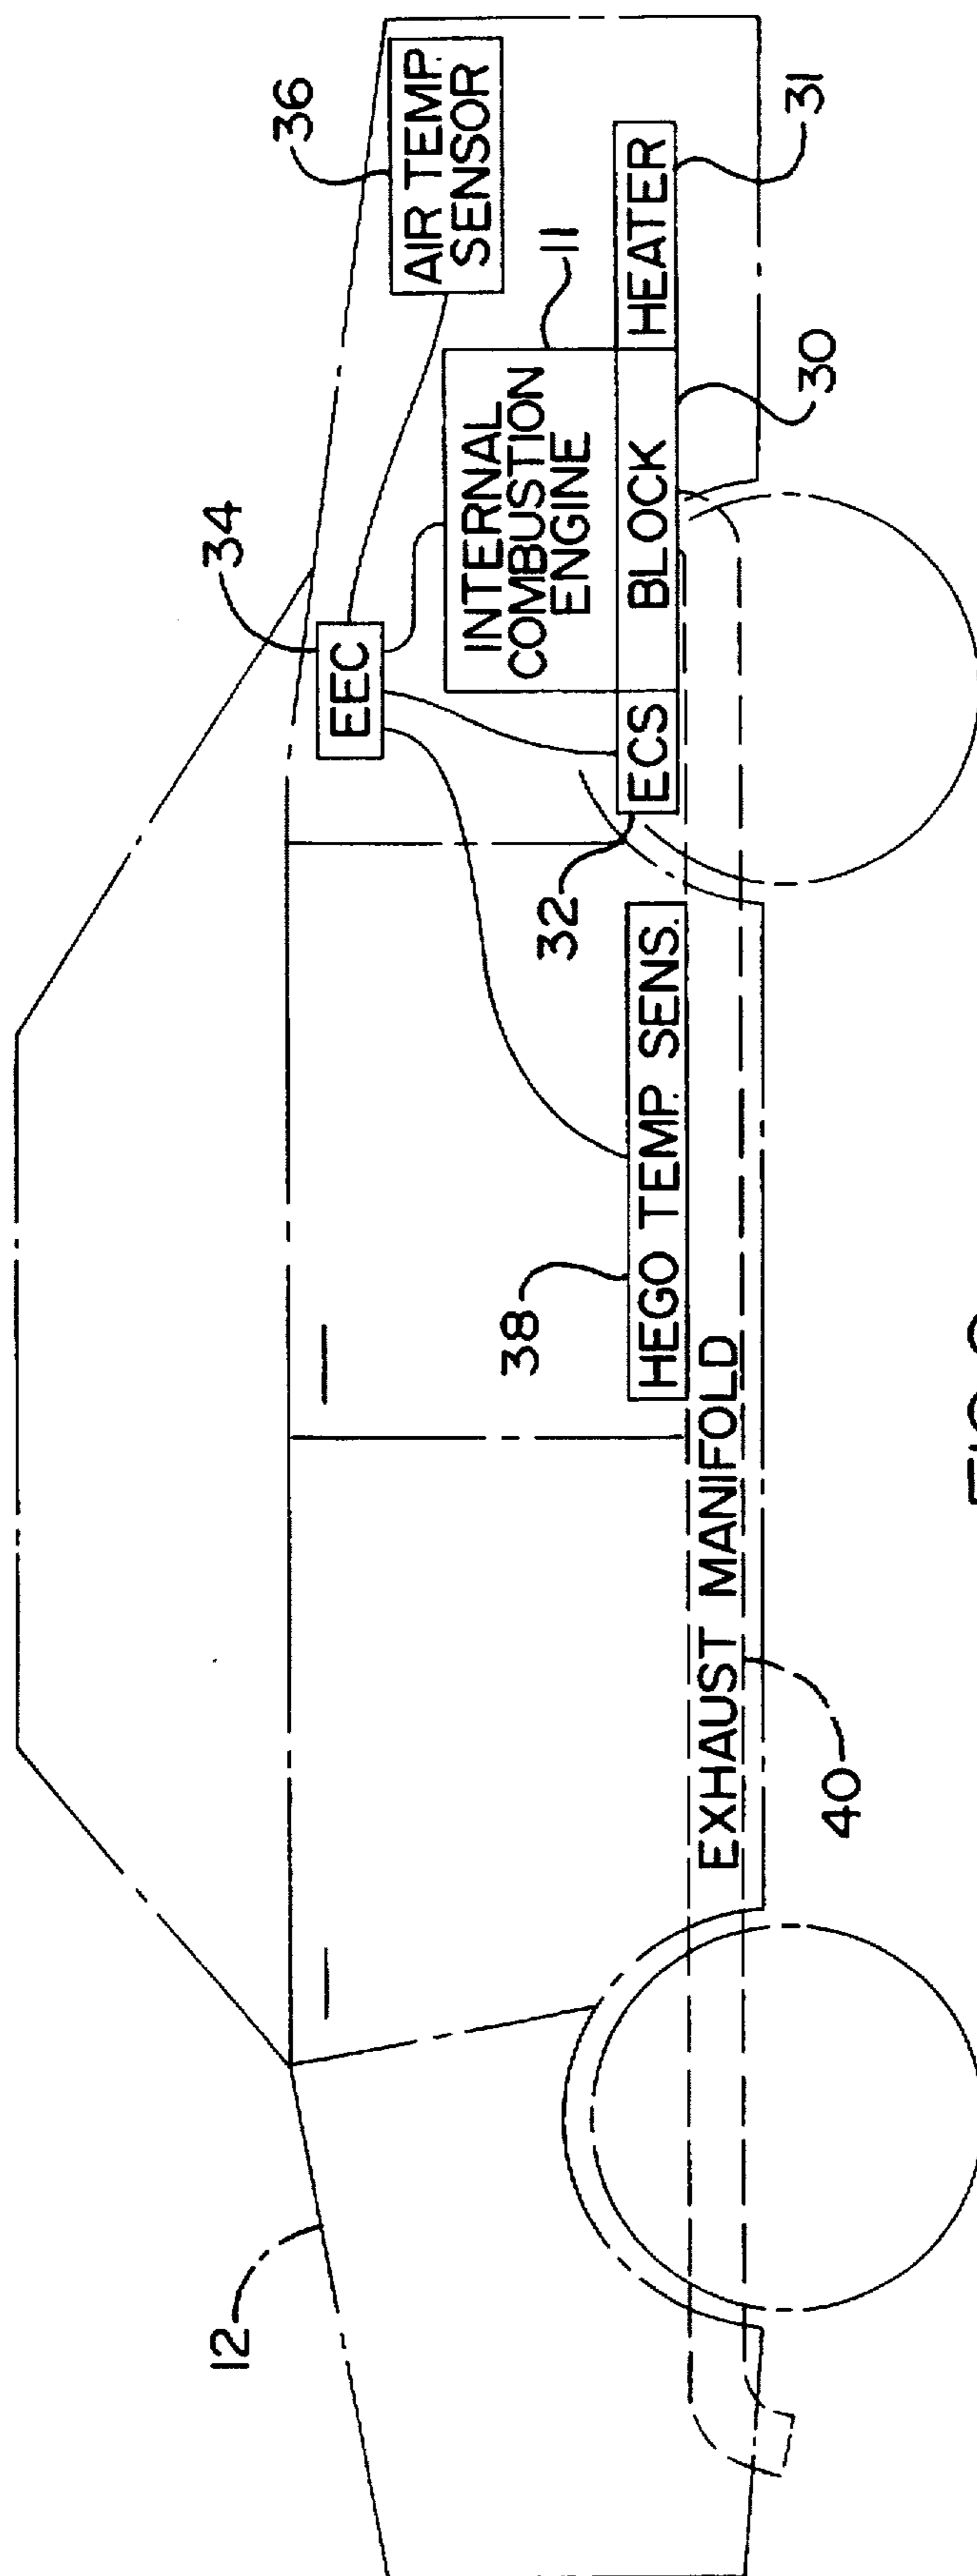 12
34
EEC
36
AIR TEMP.
SENSOR
11
INTERNAL
COMBUSTION
ENGINE
ECS
BLOCK
HEATER
32
30
31
38
HEGO TEMP. SENS.
EXHAUST MANIFOLD
40